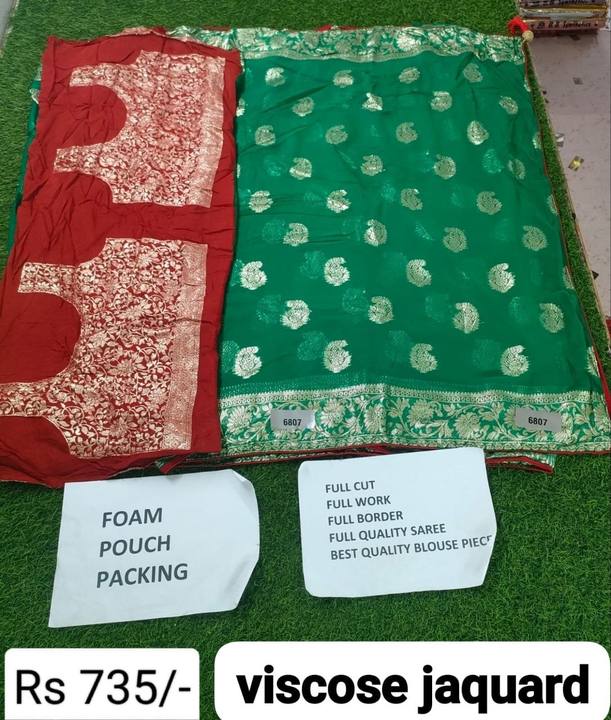 6807
6807
FOAM
POUCH
PACKING
FULL CUT
FULL WORK
FULL BORDER
FULL QUALITY SAREE
BEST QUALITY BLOUSE PIECE
Rs 735/-
viscose jaquard